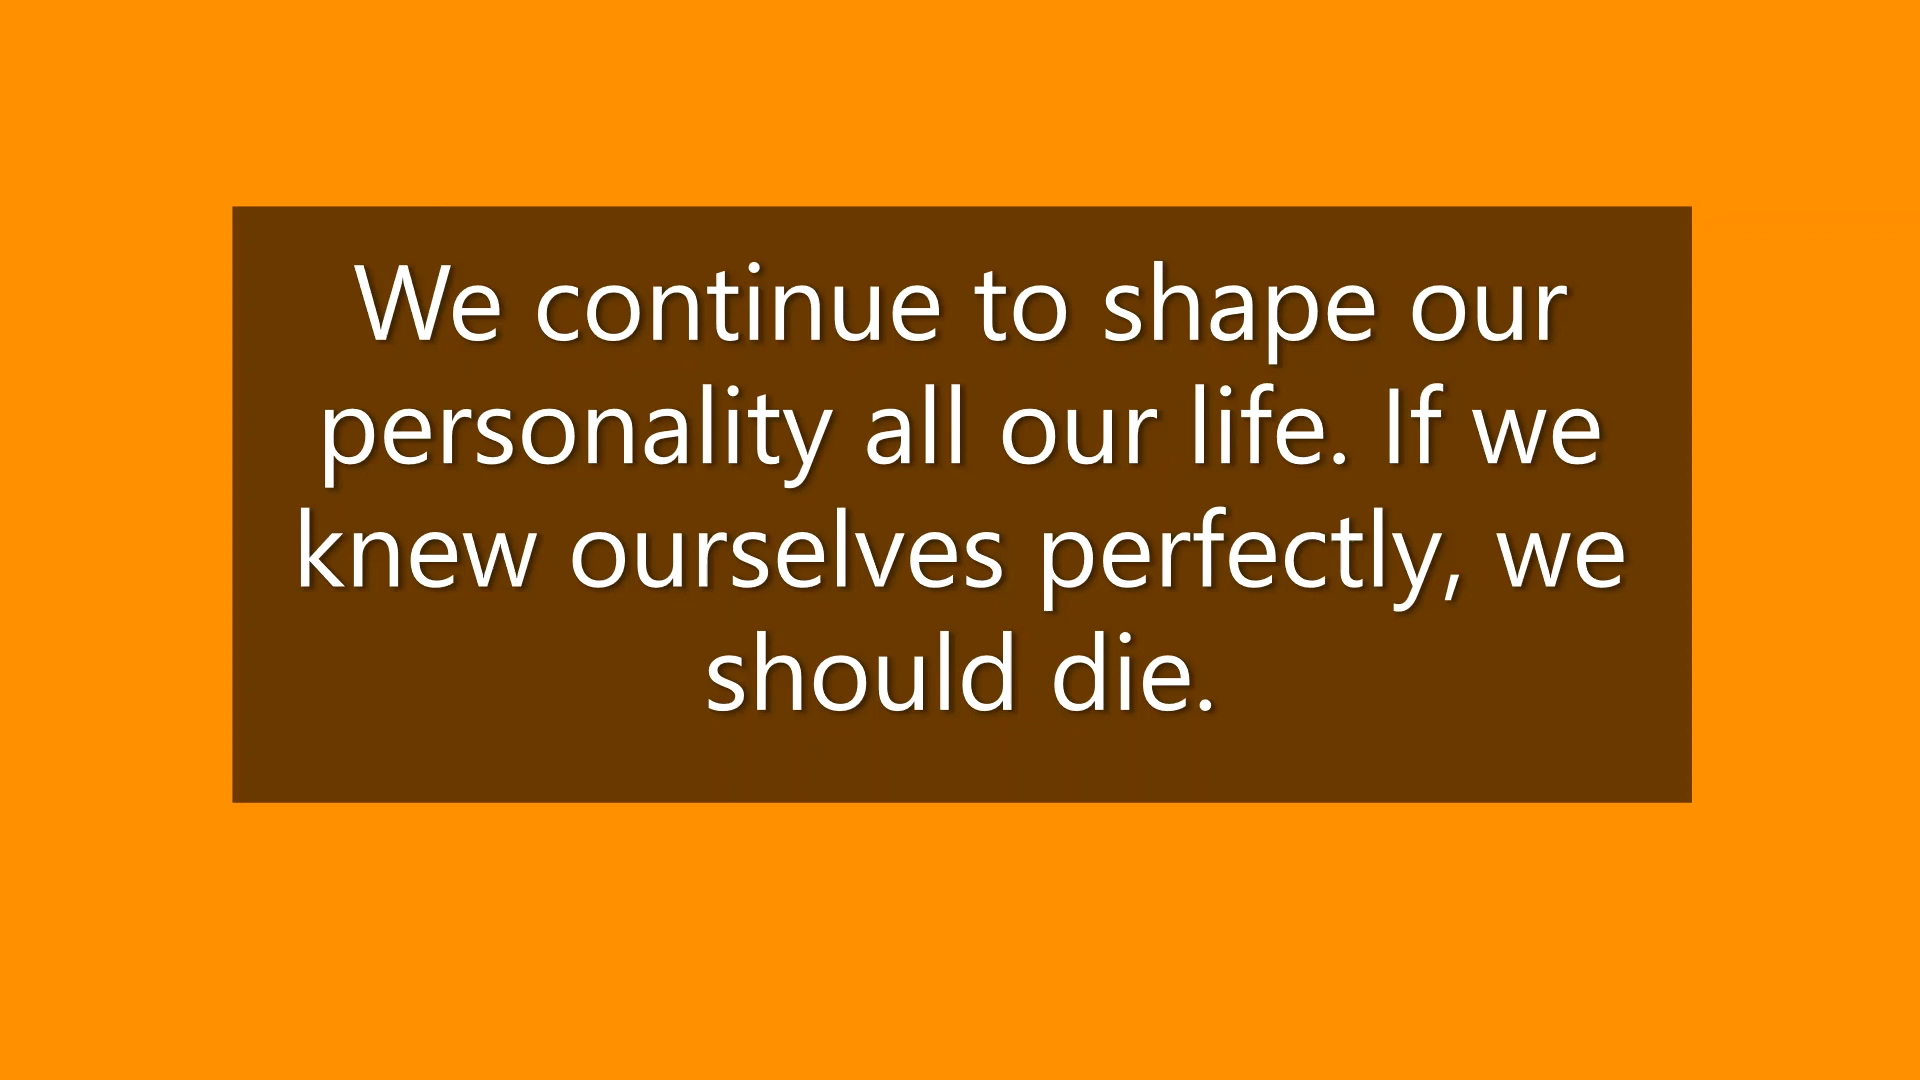 We continue to shape our
personality all our life. If we
knew ourselves perfectly, we
should die.